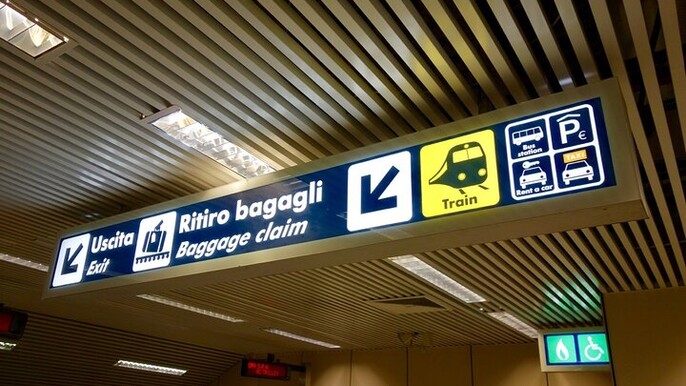 Uscita
Exit
Ritiro bagagli
Baggage claim
Train
Bus
station
P€
Rent a car
TAXI